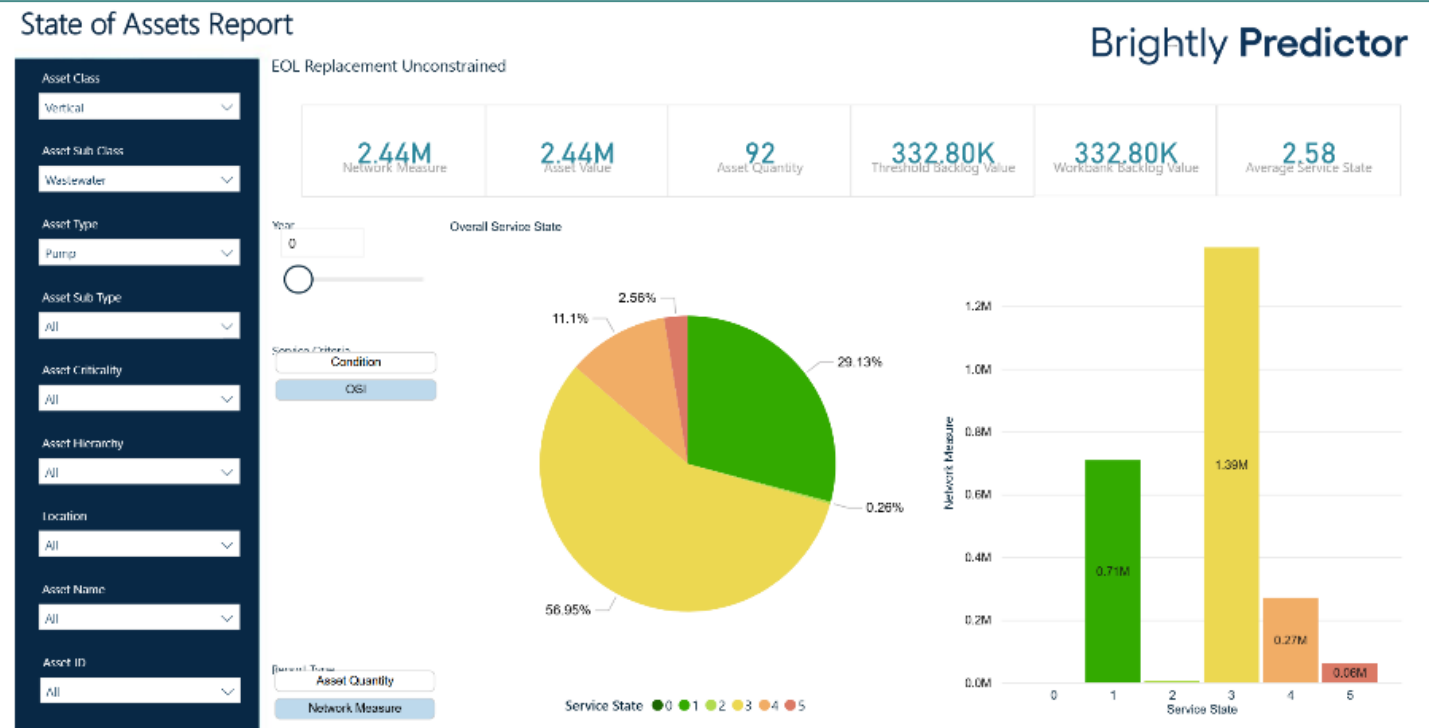 State of Assets Report
Brightly Predictor
Asset Class
Vertical
Asset Sub Class
Wastewater
Asset Type
Pump
Asset Sub Type
All
Asset Criticality
All
Asset Hierarchy
All
Location
All
Asset Name
All
Asset ID
All
EOL Replacement Unconstrained
2.44M
Network Measure
2.44M
Asset Value
92
Asset Quantity
332.80K
Threshold Backlog Value
332.80K
Workbank Backlog Value
2.58
Average Service State
Year
0
Service Criteria
Condition
OSI
Report Type
Asset Quantity
Network Measure
Overall Service State
2.56%
11.1%
29.13%
0.26%
56.95%
Service State 0 1 2 3 4 5
Network Measure
1.2M
1.0M
0.8M
0.6M
0.4M
0.2M
0.0M
0.71M
1.39M
0.27M
0.06M
0 1 2 3 4 5
Service State